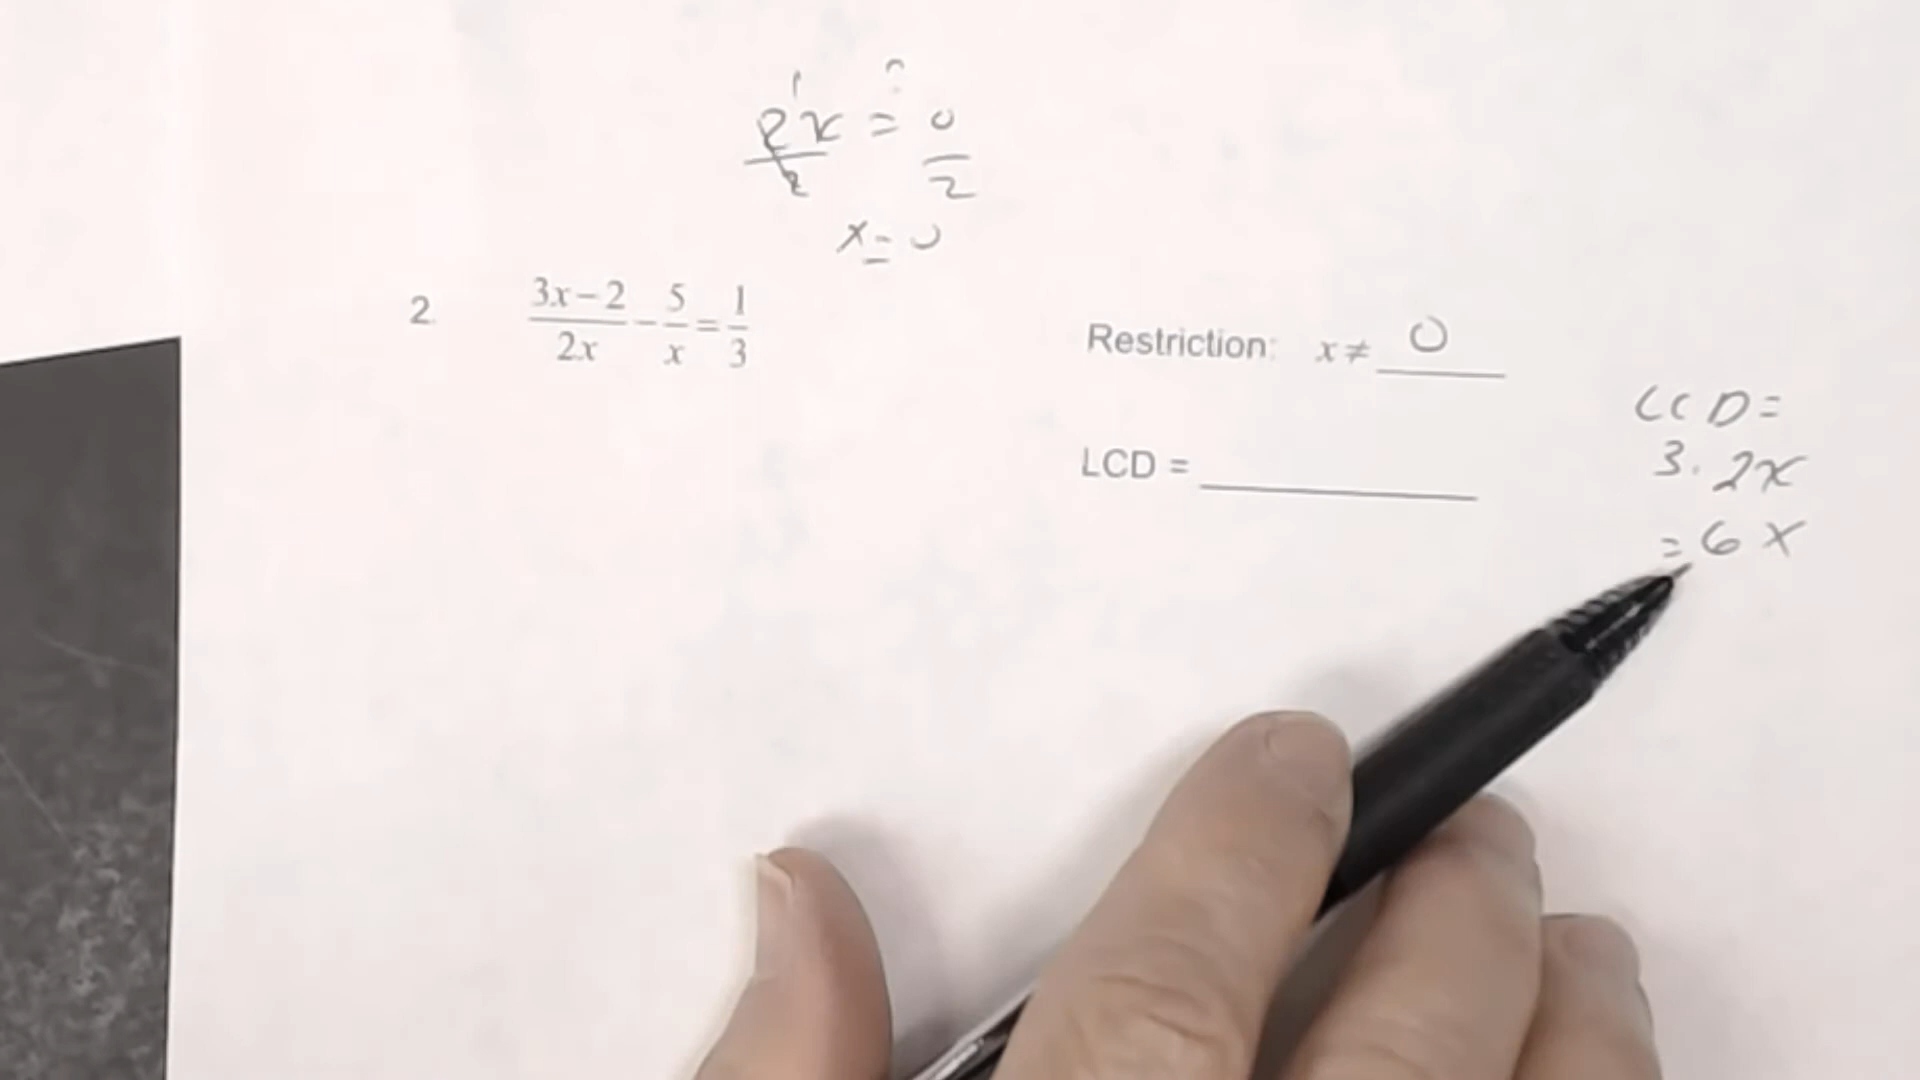 1
2x = 0
2 2
x = 0
2. 3x-2/2x - 5/x = 1/3
Restriction: x ≠ 0
LCD =
LCD =
3. 2x
= 6x